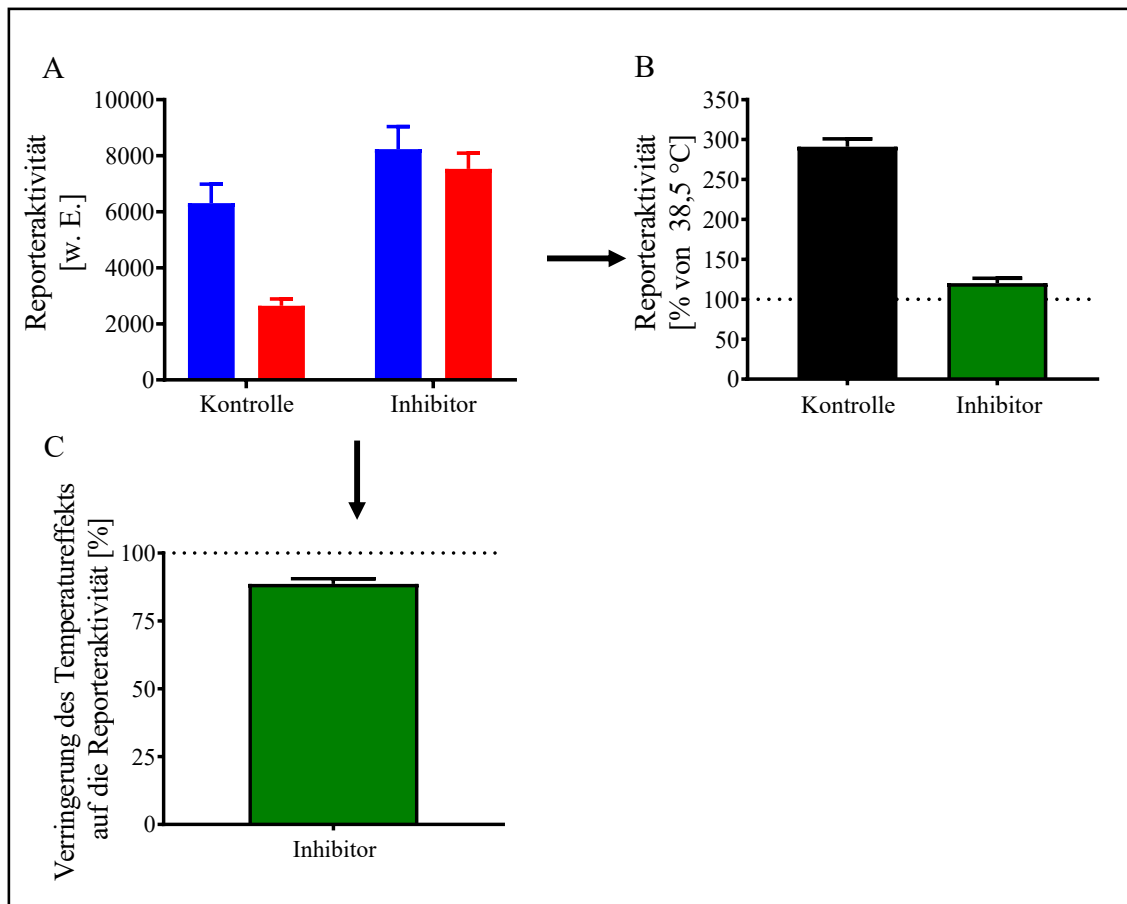 A
Reporteraktivität
[w. E.]
10000
8000
6000
4000
2000
0
Kontrolle
Inhibitor
B
Reporteraktivität
[% von 38,5 °C]
350
300
250
200
150
100
50
0
Kontrolle
Inhibitor
C
Verringerung des Temperatureffekts
auf die Reporteraktivität [%]
100
75
50
25
0
Inhibitor